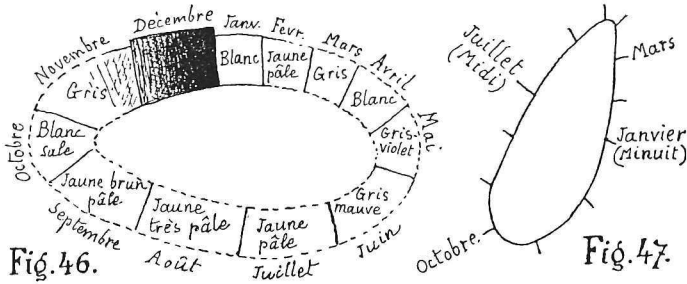 Décembre
Janv.
Fevr.
Mars
Avril
Mai.
Juin
Juillet
Août
Septembre
Octobre
Novembre
Blanc
Jaune
pâle
Gris
Blanc
Gris-
violet
Gris
mauve
Jaune
pâle
Jaune
très pâle
Jaune brun
pâle
Blanc
sale
Gris
Fig. 46.
Juillet
(Midi)
Mars
Janvier
(Minuit)
Octobre.
Fig. 47.